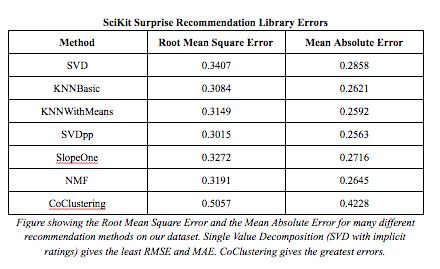 SciKit Surprise Recommendation Library Errors
Method Root Mean Square Error Mean Absolute Error
SVD 0.3407 0.2858
KNNBasic 0.3084 0.2621
KNNWithMeans 0.3149 0.2592
SVDpp 0.3015 0.2563
SlopeOne 0.3272 0.2716
NMF 0.3191 0.2645
CoClustering 0.5057 0.4228
Figure showing the Root Mean Square Error and the Mean Absolute Error for many different
recommendation methods on our dataset. Single Value Decomposition (SVD with implicit
ratings) gives the least RMSE and MAE. CoClustering gives the greatest errors.